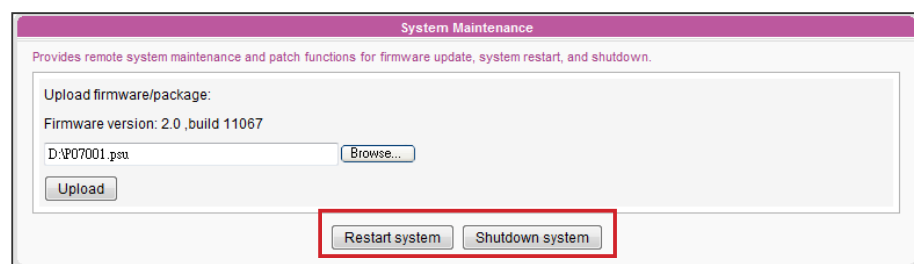 System Maintenance
Provides remote system maintenance and patch functions for firmware update, system restart, and shutdown.
Upload firmware/package:
Firmware version: 2.0 ,build 11067
D:\P07001.psu Browse...
Upload
Restart system Shutdown system